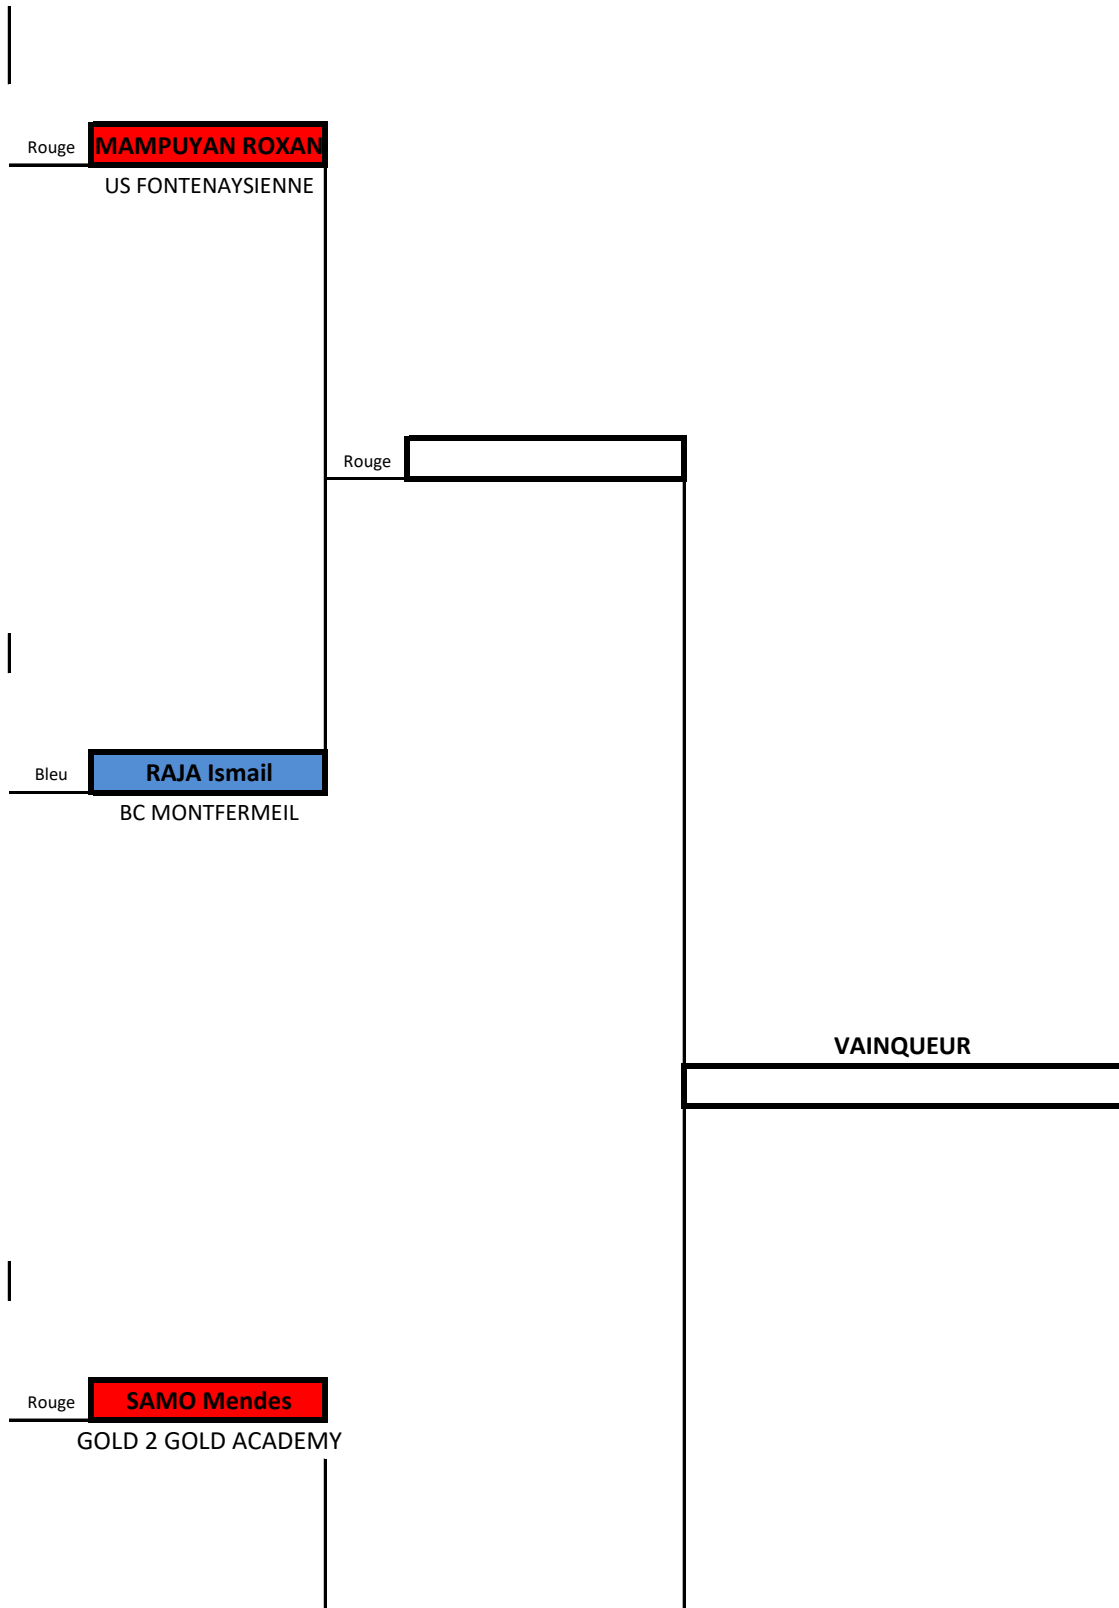 Rouge MAMPUYAN ROXAN
US FONTENAYSIENNE
Rouge
Bleu RAJA Ismail
BC MONTFERMEIL
VAINQUEUR
Rouge SAMO Mendes
GOLD 2 GOLD ACADEMY